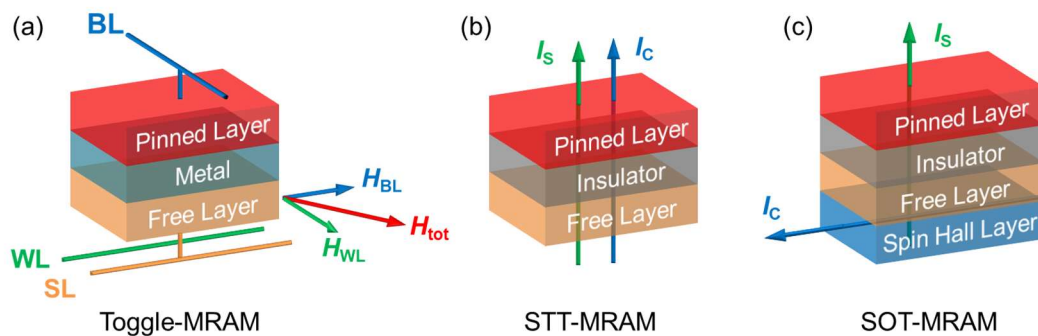 (a)
BL
Pinned Layer
Metal
Free Layer
H_BL
H_tot
H_WL
WL
SL
Toggle-MRAM
(b)
I_S
I_C
Pinned Layer
Insulator
Free Layer
STT-MRAM
(c)
I_S
Pinned Layer
Insulator
Free Layer
I_C
Spin Hall Layer
SOT-MRAM